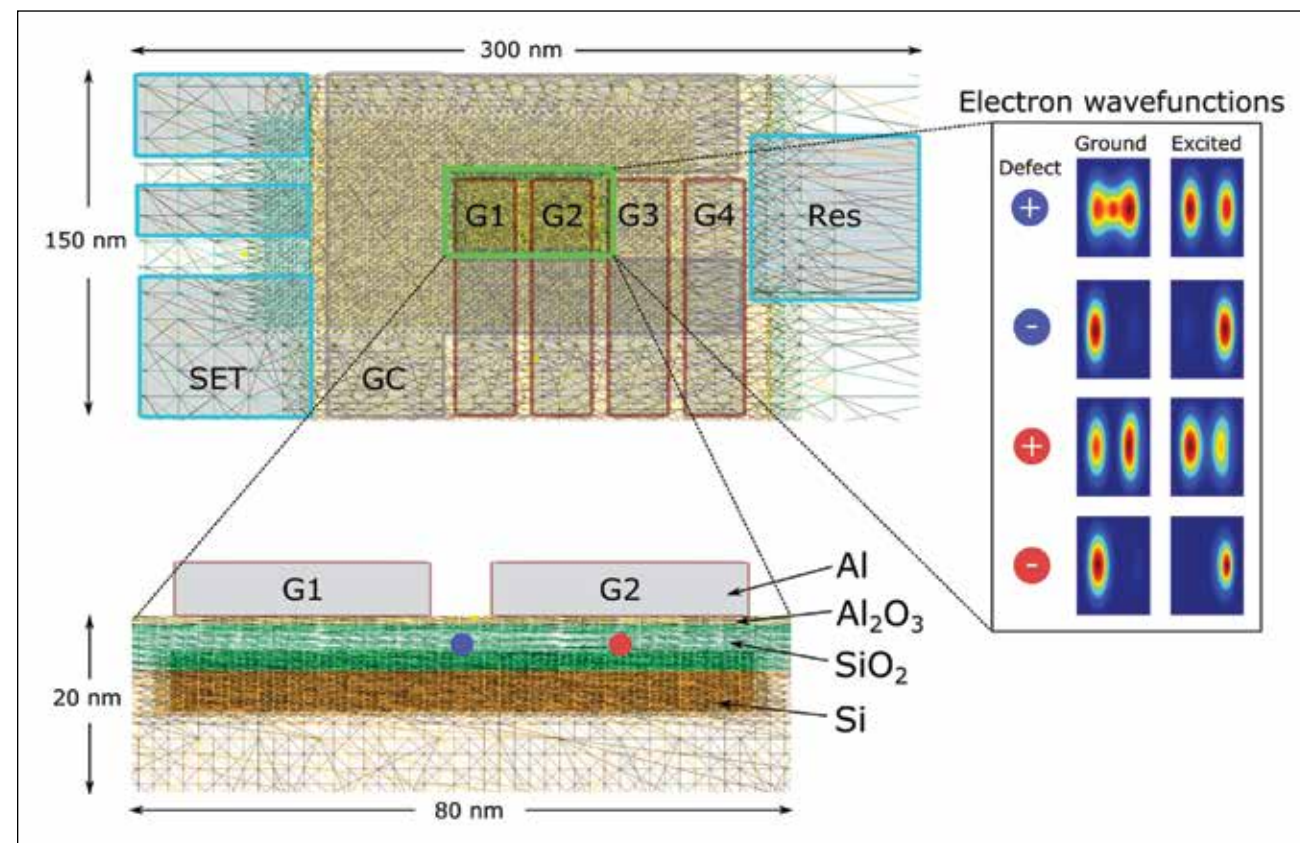 300 nm
150 nm
G1 G2 G3 G4 Res
SET GC
Electron wavefunctions
Ground Excited
Defect
+
-
+
-
G1 G2
Al
Al₂O₃
SiO₂
Si
20 nm
80 nm